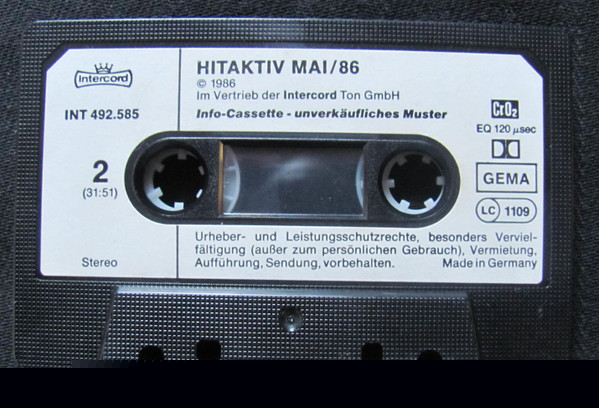 Intercord
INT 492.585
2
(31:51)
Stereo
HITAKTIV MAI/86
© 1986
Im Vertrieb der Intercord Ton GmbH
Info-Cassette - unverkäufliches Muster
CrO2
EQ 120 µsec
GEMA
LC 1109
Urheber- und Leistungsschutzrechte, besonders Verviel-
fältigung (außer zum persönlichen Gebrauch), Vermietung,
Aufführung, Sendung, vorbehalten. Made in Germany